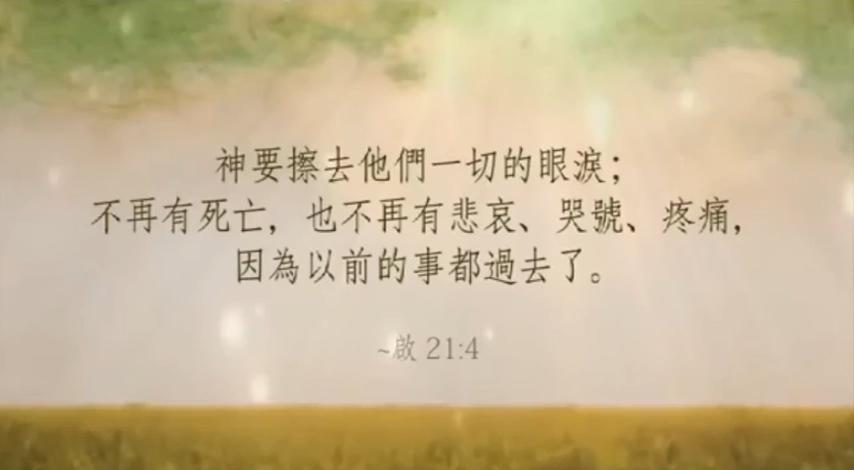 神要擦去他們一切的眼淚；
不再有死亡，也不再有悲哀、哭號、疼痛，
因為以前的事都過去了。
~啟 21:4